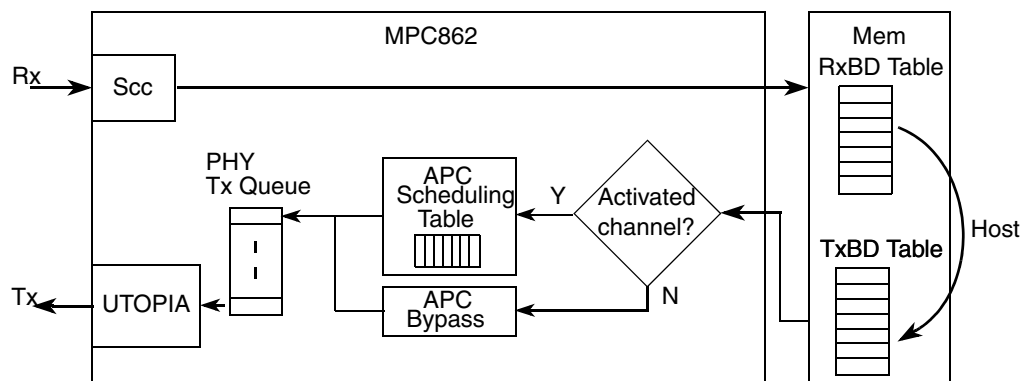 MPC862
Mem
Rx
Scc
RxBD Table
PHY
Tx Queue
APC
Scheduling
Table
Y
Activated
channel?
Host
TxBD Table
Tx
UTOPIA
APC
Bypass
N